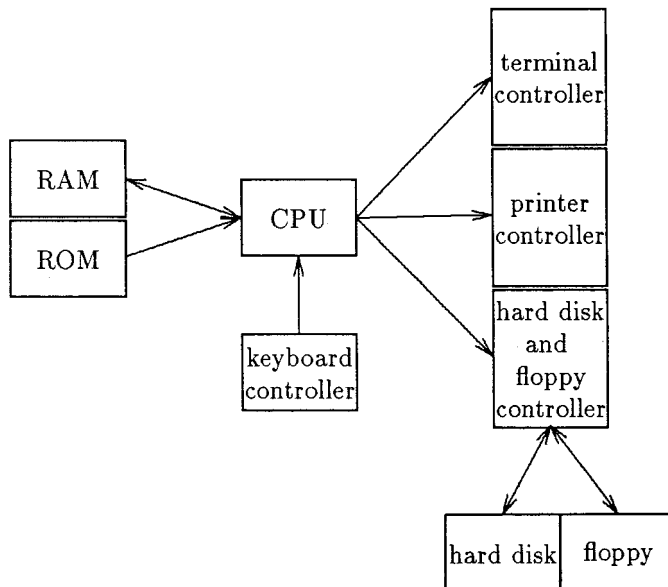 terminal
controller
RAM
ROM
CPU
printer
controller
keyboard
controller
hard disk
and
floppy
controller
hard disk
floppy